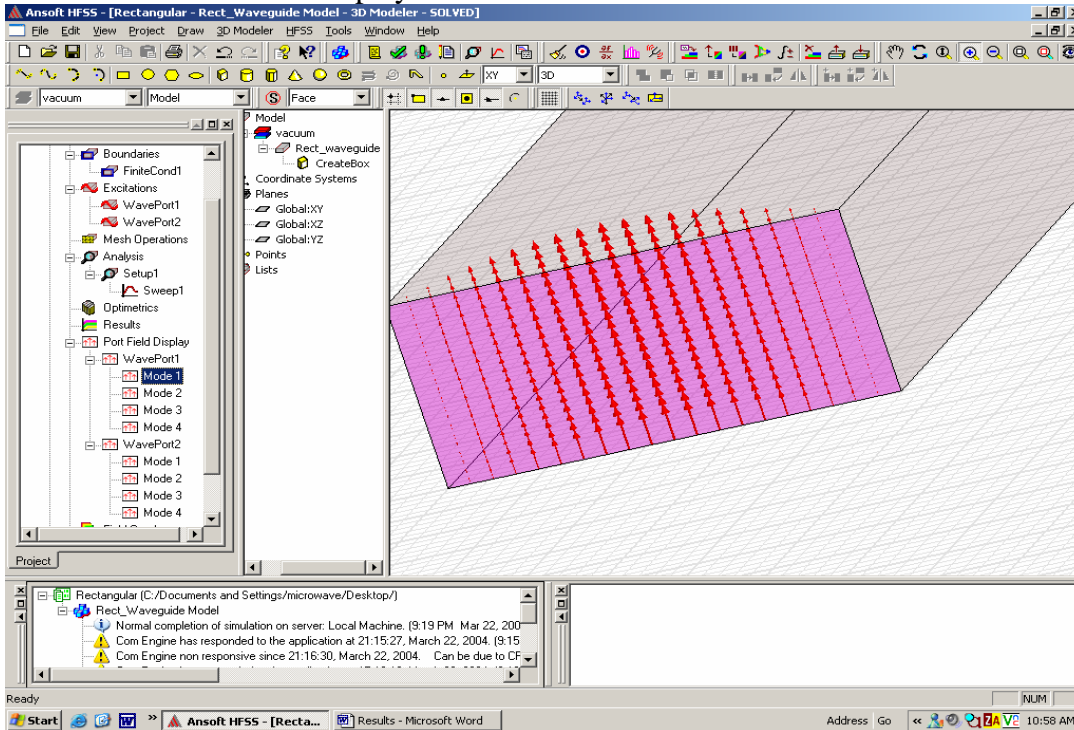 Ansoft HFSS - [Rectangular - Rect_Waveguide Model - 3D Modeler - SOLVED]
File Edit View Project Draw 3D Modeler HFSS Tools Window Help
XY
3D
vacuum
Model
Face
Boundaries
FiniteCond1
Excitations
WavePort1
WavePort2
Mesh Operations
Analysis
Setup1
Sweep1
Optimetrics
Results
Port Field Display
WavePort1
Mode 1
Mode 2
Mode 3
Mode 4
WavePort2
Mode 1
Mode 2
Mode 3
Mode 4
Project
Model
vacuum
Rect_waveguide
CreateBox
Coordinate Systems
Planes
Global:XY
Global:XZ
Global:YZ
Points
Lists
Rectangular (C:/Documents and Settings/microwave/Desktop/)
Rect_Waveguide Model
Normal completion of simulation on server: Local Machine. (9:19 PM Mar 22, 200
Com Engine has responded to the application at 21:15:27, March 22, 2004. (9:15
Com Engine non responsive since 21:16:30, March 22, 2004. Can be due to CF
Ready
NUM
Start
Ansoft HFSS - [Recta...
Results - Microsoft Word
Address Go
10:58 AM